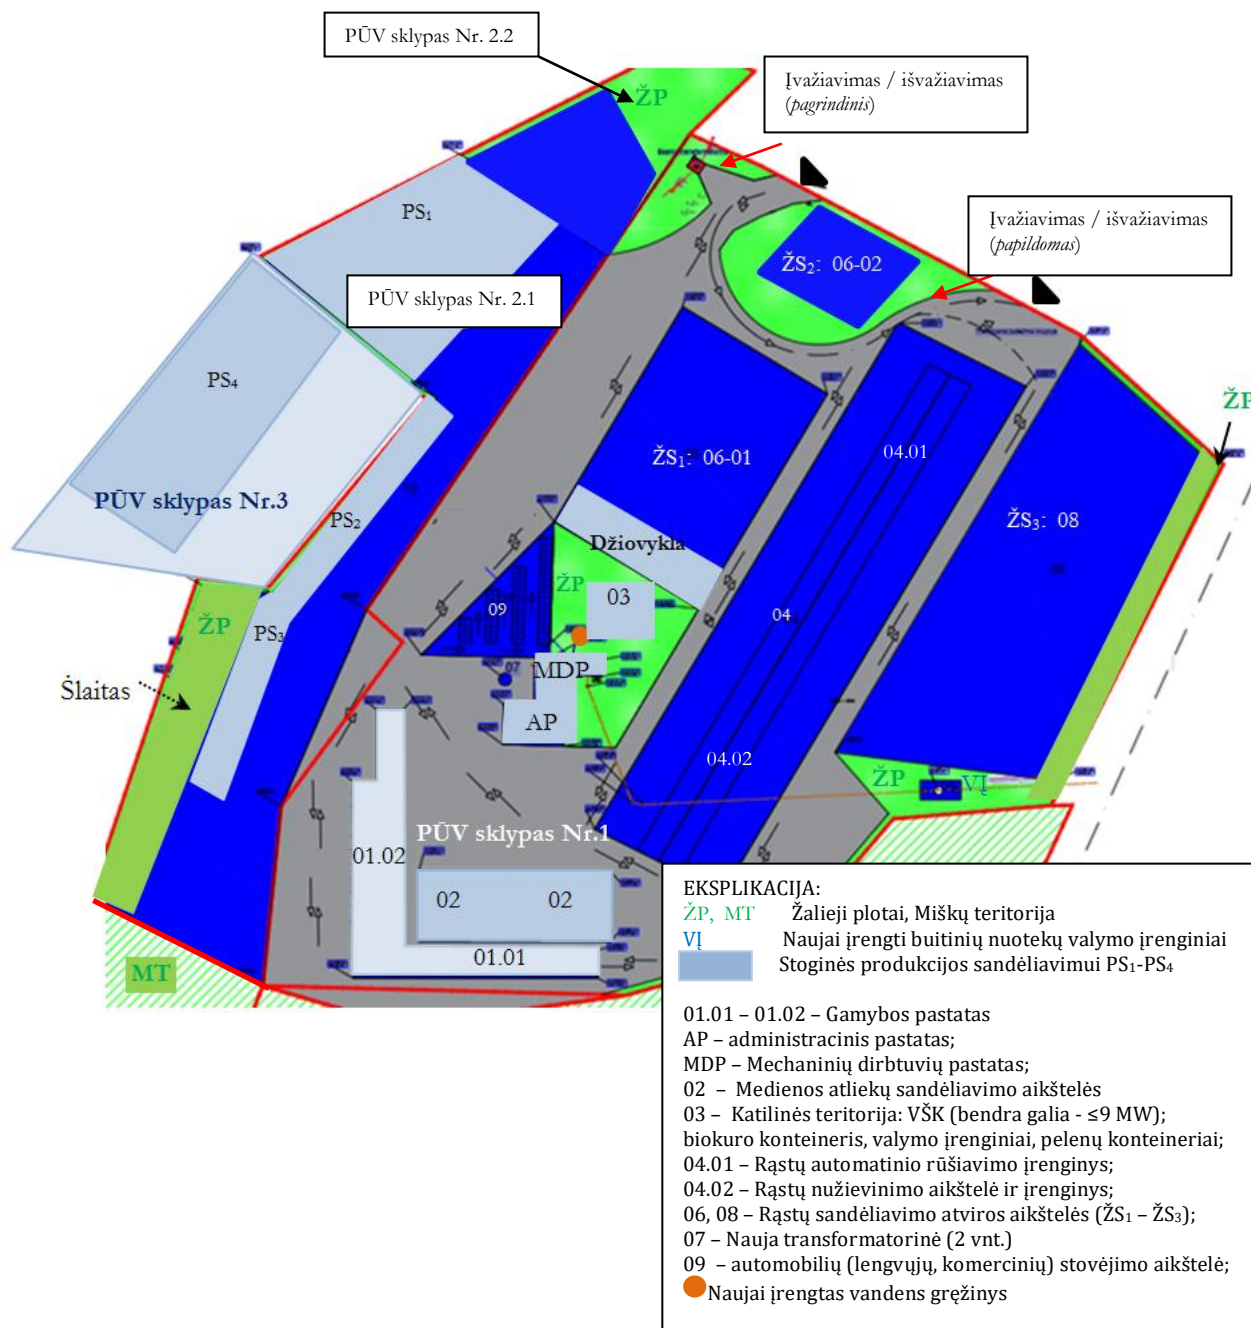 PŪV sklypas Nr. 2.2
Įvažiavimas / išvažiavimas
(pagrindinis)
ŽP
PS₁
Įvažiavimas / išvažiavimas
(papildomas)
ŽS₂: 06-02
PŪV sklypas Nr. 2.1
PS₄
ŽP
04.01
ŽS₁: 06-01
PŪV sklypas Nr.3
PS₂
ŽS₃: 08
Džiovykla
ŽP
03
09
04
ŽP
PS₃
07
MDP
Šlaitas
AP
04.02
ŽP
VĮ
PŪV sklypas Nr.1
01.02
02
02
01.01
MT
EKSPLIKACIJA:
ŽP, MT Žalieji plotai, Miškų teritorija
VĮ Naujai įrengti buitinių nuotekų valymo įrenginiai
Stoginės produkcijos sandėliavimui PS₁-PS₄
01.01 – 01.02 – Gamybos pastatas
AP – administracinis pastatas;
MDP – Mechaninių dirbtuvių pastatas;
02 – Medienos atliekų sandėliavimo aikštelės
03 – Katilinės teritorija: VŠK (bendra galia - ≤9 MW);
biokuro konteineris, valymo įrenginiai, pelenų konteineriai;
04.01 – Rąstų automatinio rūšiavimo įrenginys;
04.02 – Rąstų nužievinimo aikštelė ir įrenginys;
06, 08 – Rąstų sandėliavimo atviros aikštelės (ŽS₁ – ŽS₃);
07 – Nauja transformatorinė (2 vnt.)
09 – automobilių (lengvųjų, komercinių) stovėjimo aikštelė;
Naujai įrengtas vandens gręžinys